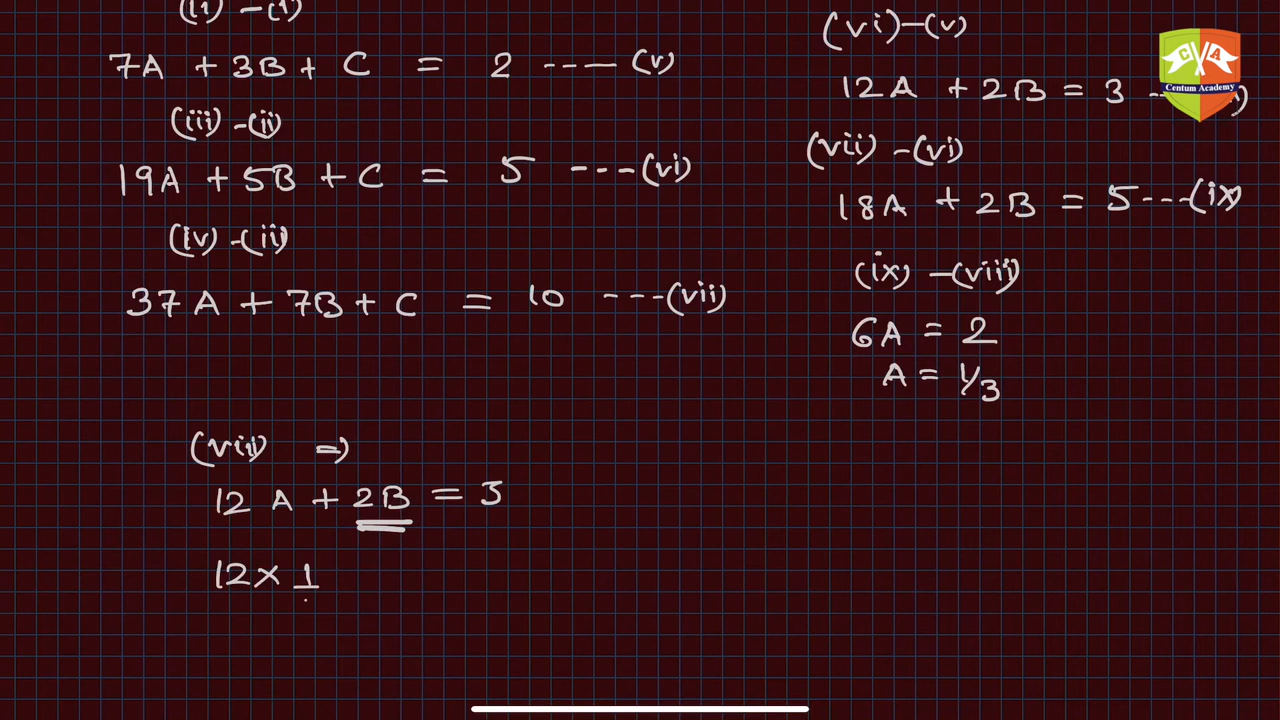 (ii) - (i)
7A + 3B + C = 2 ---- (v)
(iii) - (ii)
19A + 5B + C = 5 --- (vi)
(iv) - (ii)
37A + 7B + C = 10 --- (vii)
(viii) =>
12A + 2B = 3
12 × 1
(vi) - (v)
12A + 2B = 3
(vii) - (vi)
18A + 2B = 5 --- (ix)
(ix) - (viii)
6A = 2
A = 1/3
C A
Centum Academy